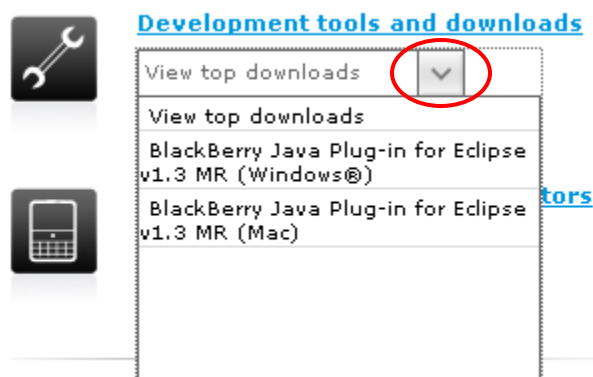 Development tools and downloads
View top downloads
View top downloads
BlackBerry Java Plug-in for Eclipse
v1.3 MR (Windows®)
tors
BlackBerry Java Plug-in for Eclipse
v1.3 MR (Mac)